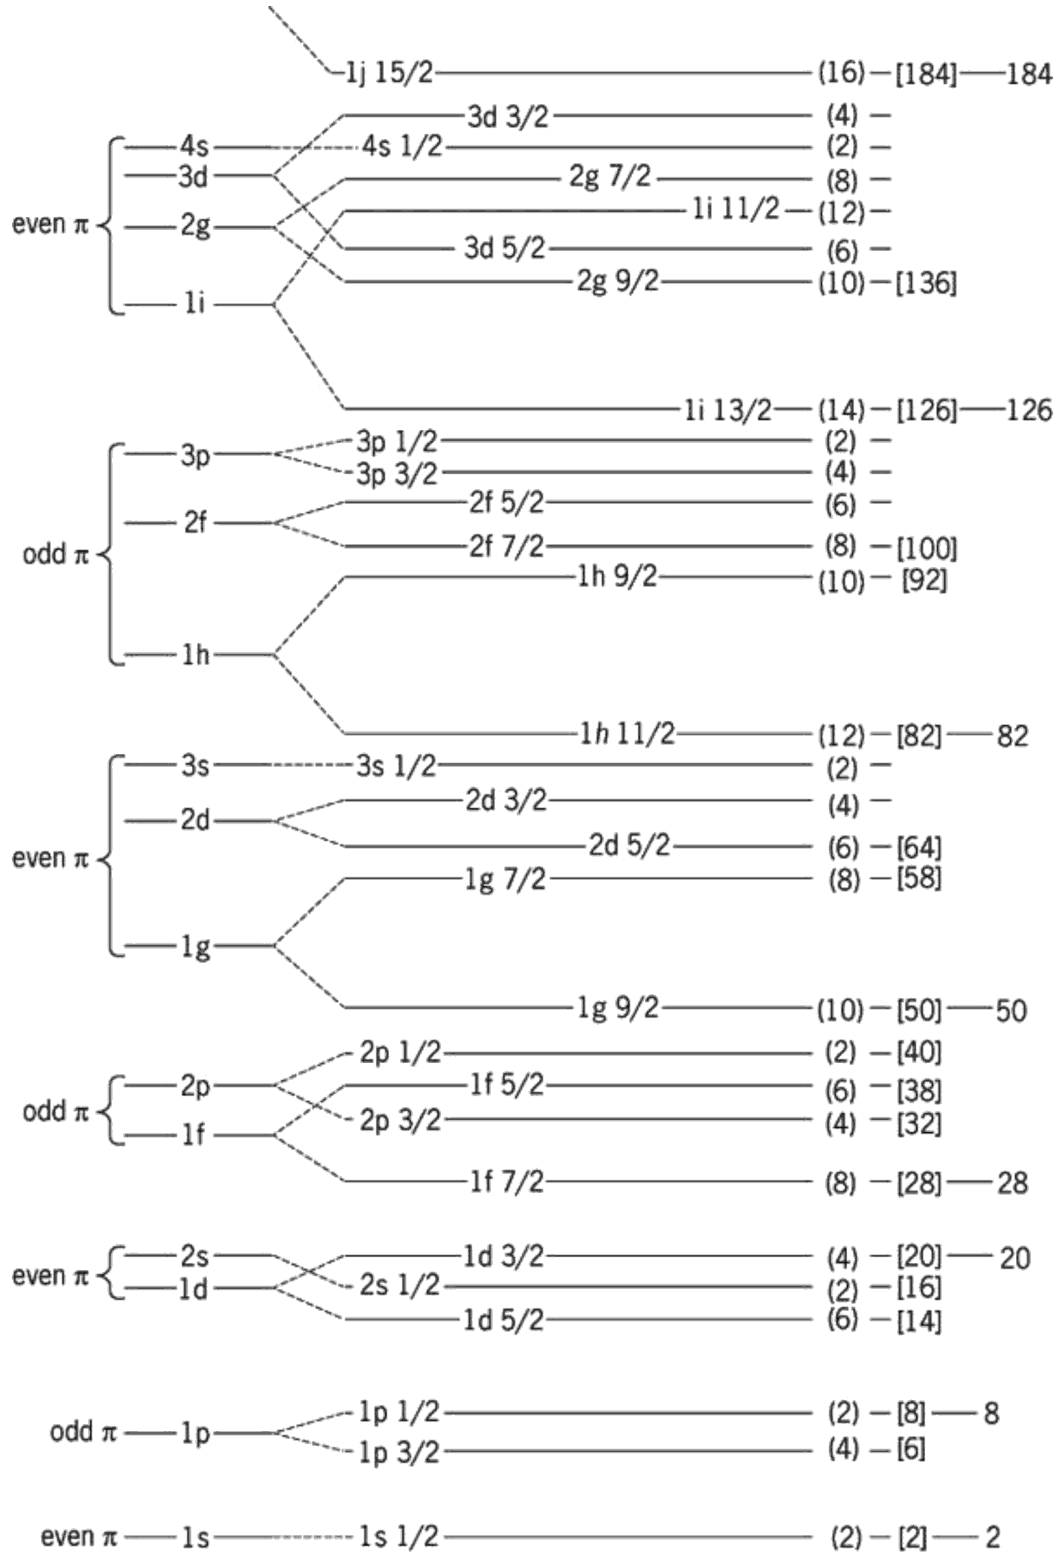 1j 15/2 (16) [184] 184
3d 3/2 (4)
4s 4s 1/2 (2)
3d
2g 7/2 (8)
1i 11/2 (12)
even π 2g
3d 5/2 (6)
2g 9/2 (10) [136]
1i
1i 13/2 (14) [126] 126
3p 1/2 (2)
3p
3p 3/2 (4)
2f 5/2 (6)
2f
2f 7/2 (8) [100]
odd π
1h 9/2 (10) [92]
1h
1h 11/2 (12) [82] 82
3s 3s 1/2 (2)
2d 3/2 (4)
2d
2d 5/2 (6) [64]
even π
1g 7/2 (8) [58]
1g
1g 9/2 (10) [50] 50
2p 1/2 (2) [40]
2p 1f 5/2 (6) [38]
odd π
2p 3/2 (4) [32]
1f
1f 7/2 (8) [28] 28
2s 1d 3/2 (4) [20] 20
even π
1d 2s 1/2 (2) [16]
1d 5/2 (6) [14]
1p 1/2 (2) [8] 8
odd π 1p
1p 3/2 (4) [6]
even π 1s 1s 1/2 (2) [2] 2